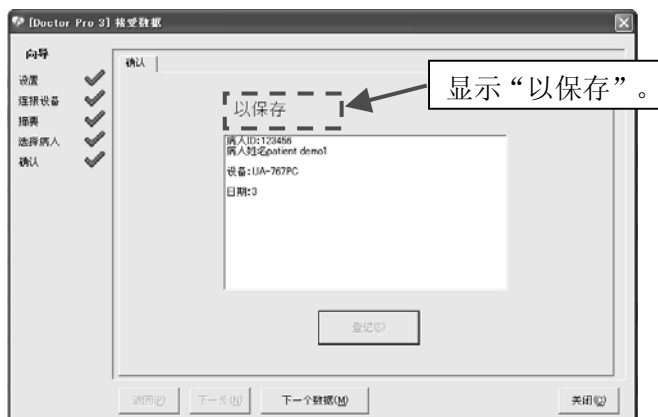 [Doctor Pro 3] 接受数据
向导
设置
连接设备
摘要
选择病人
确认
确认
以保存
显示“以保存”。
病人ID:123456
病人姓名patient demo1
设备:UA-767PC
日期:3
登记(G)
返回(P)
下一步(N)
下一个数据(M)
关闭(C)